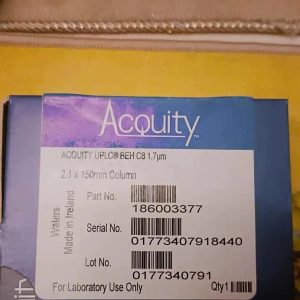 Acquity™
ACQUITY UPLC® BEH C8 1.7µm
2.1 x 150mm Column
Part No.
186003377
Serial No.
01773407918440
Lot No.
0177340791
For Laboratory Use Only
Qty 1
Waters
Made in Ireland